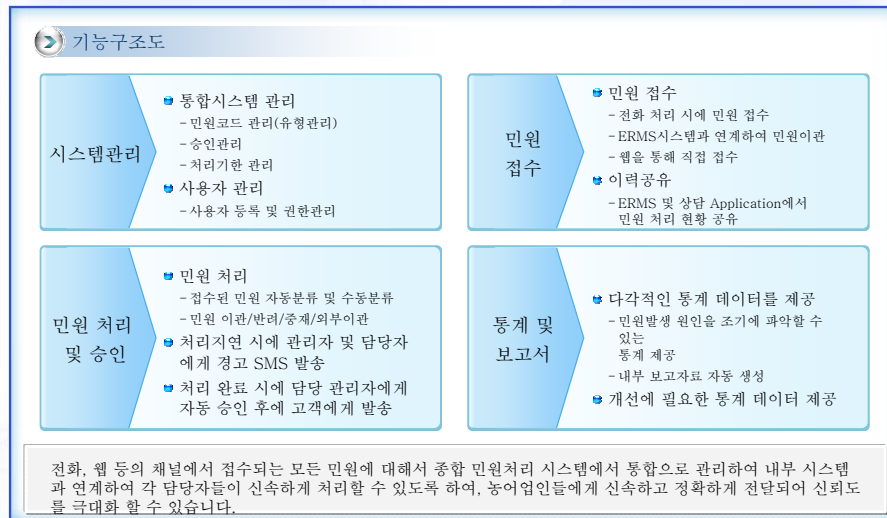 기능구조도
시스템관리
통합시스템 관리
- 민원코드 관리(유형관리)
- 승인관리
- 처리기한 관리
사용자 관리
- 사용자 등록 및 권한관리
민원
접수
민원 접수
- 전화 처리 시에 민원 접수
- ERMS시스템과 연계하여 민원이관
- 웹을 통해 직접 접수
이력공유
- ERMS 및 상담 Application에서
민원 처리 현황 공유
민원 처리
및 승인
민원 처리
- 접수된 민원 자동분류 및 수동분류
- 민원 이관/반려/중재/외부이관
처리지연 시에 관리자 및 담당자
에게 경고 SMS 발송
처리 완료 시에 담당 관리자에게
자동 승인 후에 고객에게 발송
통계 및
보고서
다각적인 통계 데이터를 제공
- 민원발생 원인을 조기에 파악할 수
있는
통계 제공
- 내부 보고자료 자동 생성
개선에 필요한 통계 데이터 제공
전화, 웹 등의 채널에서 접수되는 모든 민원에 대해서 종합 민원처리 시스템에서 통합으로 관리하여 내부 시스템
과 연계하여 각 담당자들이 신속하게 처리할 수 있도록 하여, 농어업인들에게 신속하고 정확하게 전달되어 신뢰도
를 극대화 할 수 있습니다.